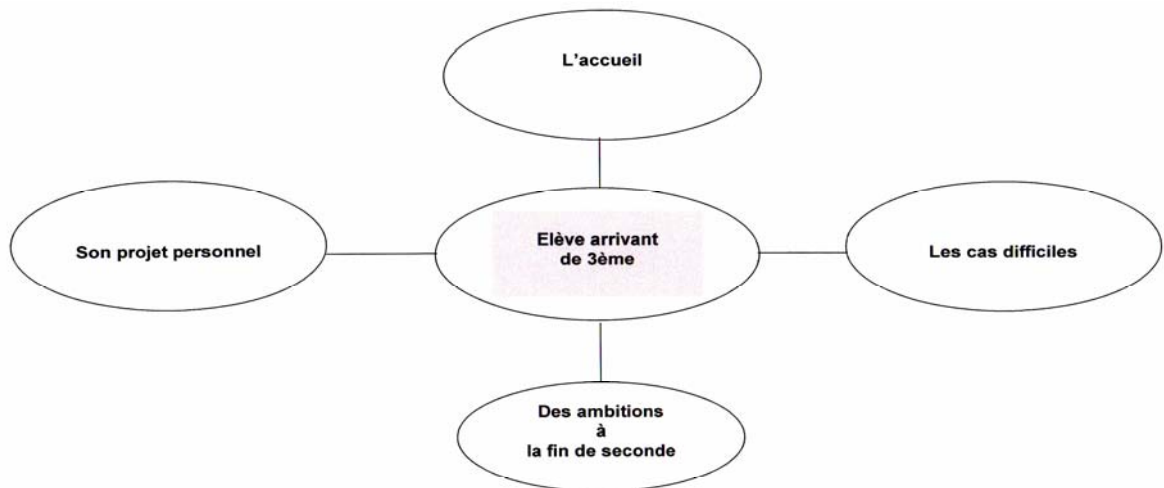 L'accueil
Son projet personnel
Elève arrivant
de 3ème
Les cas difficiles
Des ambitions
à
la fin de seconde